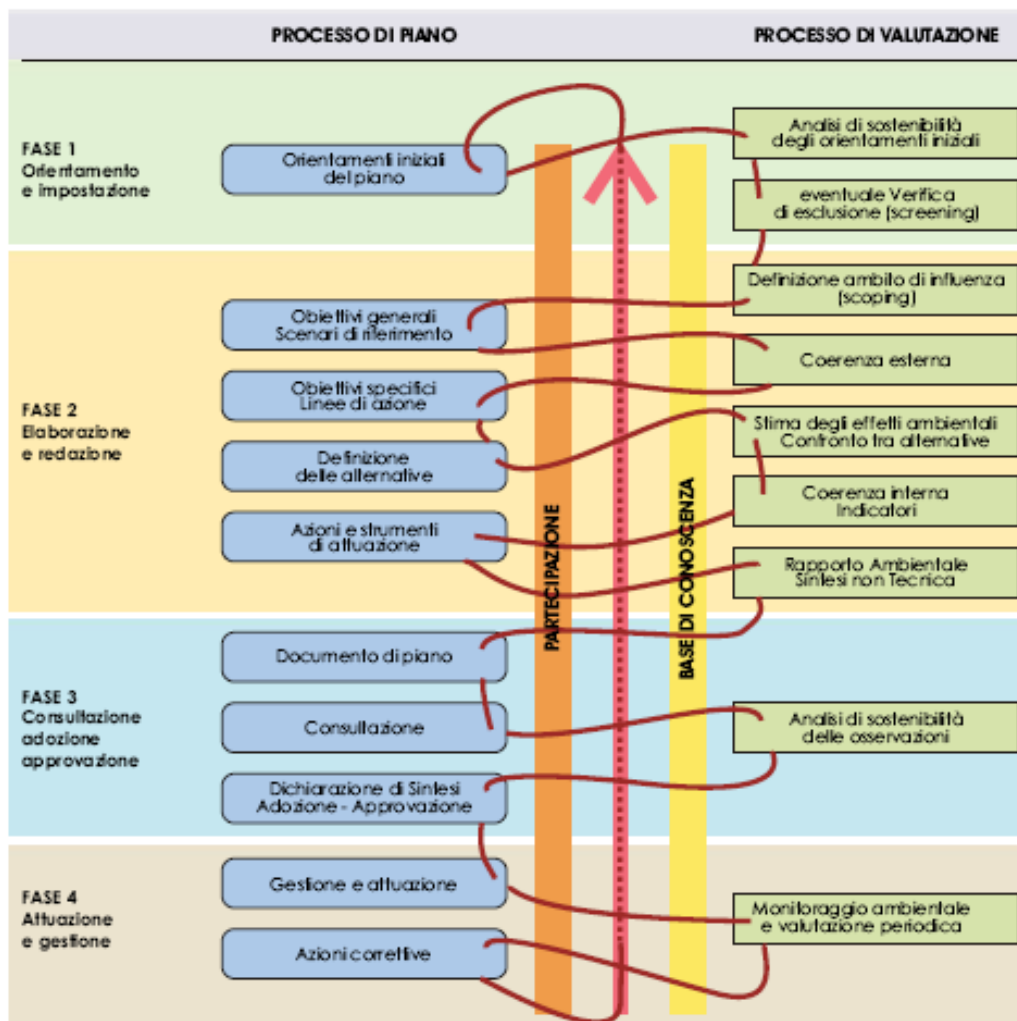 PROCESSO DI PIANO
PROCESSO DI VALUTAZIONE
FASE 1
Orientamento
e impostazione
Orientamenti iniziali
del piano
Analisi di sostenibilità
degli orientamenti iniziali
eventuale Verifica
di esclusione (screening)
FASE 2
Elaborazione
e redazione
Obiettivi generali
Scenari di riferimento
Obiettivi specifici
Linee di azione
Definizione
delle alternative
Azioni e strumenti
di attuazione
Definizione ambito di influenza
(scoping)
Coerenza esterna
Stima degli effetti ambientali
Confronto tra alternative
Coerenza interna
Indicatori
Rapporto Ambientale
Sintesi non Tecnica
PARTECIPAZIONE
BASE DI CONOSCENZA
FASE 3
Consultazione
adozione
approvazione
Documento di piano
Consultazione
Dichiarazione di Sintesi
Adozione - Approvazione
Analisi di sostenibilità
delle osservazioni
FASE 4
Attuazione
e gestione
Gestione e attuazione
Azioni correttive
Monitoraggio ambientale
e valutazione periodica